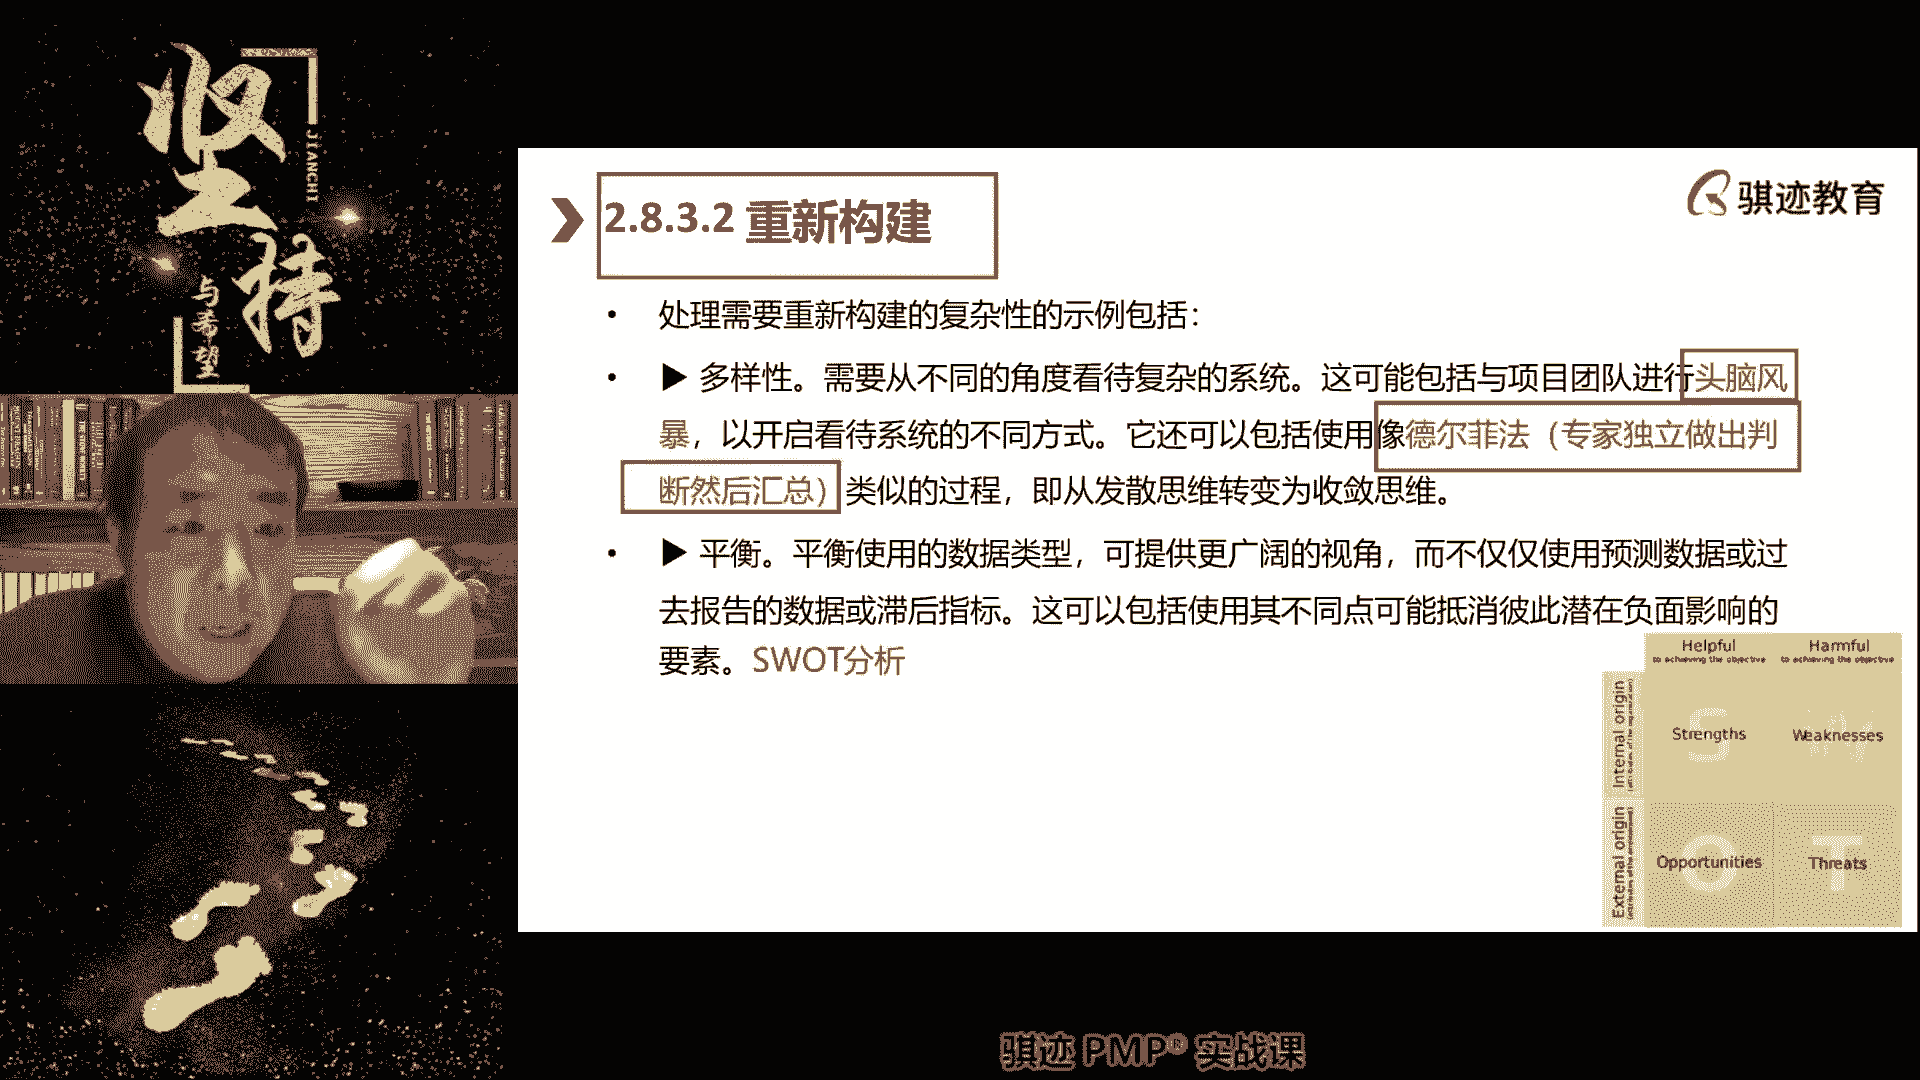 坚持
JIANCHI
与希望
骐迹教育
2.8.3.2 重新构建
• 处理需要重新构建的复杂性的示例包括：
• ▶ 多样性。需要从不同的角度看待复杂的系统。这可能包括与项目团队进行头脑风
暴，以开启看待系统的不同方式。它还可以包括使用像德尔菲法（专家独立做出判
断然后汇总）类似的过程，即从发散思维转变为收敛思维。
• ▶ 平衡。平衡使用的数据类型，可提供更广阔的视角，而不仅仅使用预测数据或过
去报告的数据或滞后指标。这可以包括使用其不同点可能抵消彼此潜在负面影响的
要素。SWOT分析
Helpful
to achieving the objective
Harmful
to achieving the objective
Internal origin
S
Strengths
W
Weaknesses
External origin
O
Opportunities
T
Threats
骐迹 PMP® 实战课